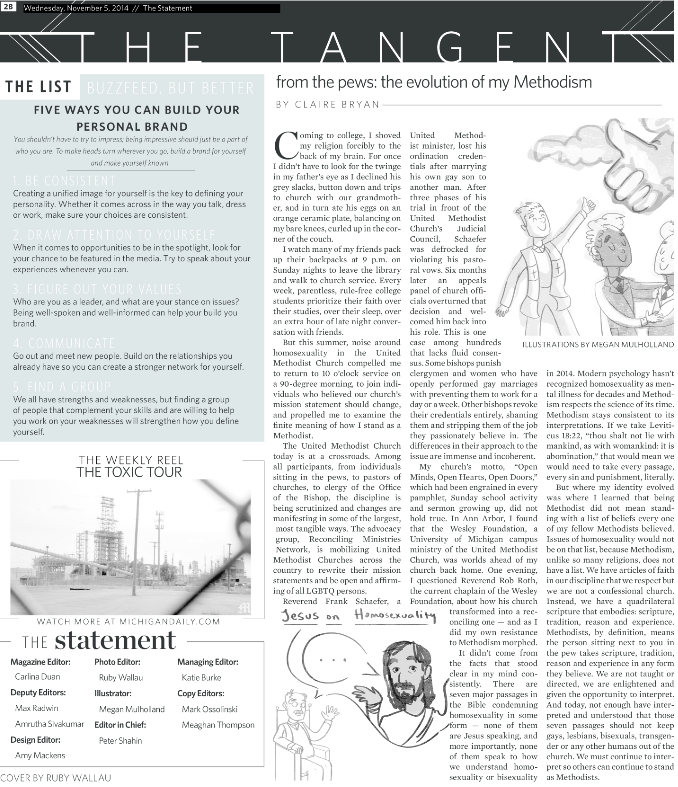 28 Wednesday, November 5, 2014 // The Statement
THE TANGENT
THE LIST BUZZFEED, BUT BETTER
FIVE WAYS YOU CAN BUILD YOUR
PERSONAL BRAND
You shouldn't have to try to impress; being impressive should just be a part of
who you are. To make heads turn wherever you go, build a brand for yourself
and make yourself known
1. BE CONSISTENT
Creating a unified image for yourself is the key to defining your
personality. Whether it comes across in the way you talk, dress
or work, make sure your choices are consistent.
2. DRAW ATTENTION TO YOURSELF
When it comes to opportunities to be in the spotlight, look for
your chance to be featured in the media. Try to speak about your
experiences whenever you can.
3. FIGURE OUT YOUR VALUES
Who are you as a leader, and what are your stance on issues?
Being well-spoken and well-informed can help your build you
brand.
4. COMMUNICATE
Go out and meet new people. Build on the relationships you
already have so you can create a stronger network for yourself.
5. FIND A GROUP
We all have strengths and weaknesses, but finding a group
of people that complement your skills and are willing to help
you work on your weaknesses will strengthen how you define
yourself.
THE WEEKLY REEL
THE TOXIC TOUR
WATCH MORE AT MICHIGANDAILY.COM
THE statement
Magazine Editor:
Carlina Duan
Deputy Editors:
Max Radwin
Amrutha Sivakumar
Design Editor:
Amy Mackens
Photo Editor:
Ruby Wallau
Illustrator:
Megan Mulholland
Editor in Chief:
Peter Shahin
Managing Editor:
Katie Burke
Copy Editors:
Mark Ossolinski
Meaghan Thompson
COVER BY RUBY WALLAU
from the pews: the evolution of my Methodism
BY CLAIRE BRYAN
Coming to college, I shoved
my religion forcibly to the
back of my brain. For once
I didn't have to look for the twinge
in my father's eye as I declined his
grey slacks, button down and trips
to church with our grandmoth-
er, and in turn ate his eggs on an
orange ceramic plate, balancing on
my bare knees, curled up in the cor-
ner of the couch.
I watch many of my friends pack
up their backpacks at 9 p.m. on
Sunday nights to leave the library
and walk to church service. Every
week, parentless, rule-free college
students prioritize their faith over
their studies, over their sleep, over
an extra hour of late night conver-
sation with friends.
But this summer, noise around
homosexuality in the United
Methodist Church compelled me
to return to 10 o'clock service on
a 90-degree morning, to join indi-
viduals who believed our church's
mission statement should change,
and propelled me to examine the
finite meaning of how I stand as a
Methodist.
The United Methodist Church
today is at a crossroads. Among
all participants, from individuals
sitting in the pews, to pastors of
churches, to clergy of the Office
of the Bishop, the discipline is
being scrutinized and changes are
manifesting in some of the largest,
most tangible ways. The advocacy
group, Reconciling Ministries
Network, is mobilizing United
Methodist Churches across the
country to rewrite their mission
statements and be open and affirm-
ing of all LGBTQ persons.
Reverend Frank Schaefer, a
United Method-
ist minister, lost his
ordination creden-
tials after marrying
his own gay son to
another man. After
three phases of his
trial in front of the
United Methodist
Church's Judicial
Council, Schaefer
was defrocked for
violating his pasto-
ral vows. Six months
later an appeals
panel of church offi-
cials overturned that
decision and wel-
comed him back into
his role. This is one
case among hundreds
that lacks fluid consen-
sus. Some bishops punish
clergymen and women who have
openly performed gay marriages
with preventing them to work for a
day or a week. Other bishops revoke
their credentials entirely, shaming
them and stripping them of the job
they passionately believe in. The
differences in their approach to the
issue are immense and incoherent.
My church's motto, "Open
Minds, Open Hearts, Open Doors,"
which had been engrained in every
pamphlet, Sunday school activity
and sermon growing up, did not
hold true. In Ann Arbor, I found
that the Wesley Foundation, a
University of Michigan campus
ministry of the United Methodist
Church, was worlds ahead of my
church back home. One evening,
I questioned Reverend Rob Roth,
the current chaplain of the Wesley
Foundation, about how his church
transformed into a rec-
onciling one — and as I
did my own resistance
to Methodism morphed.
It didn't come from
the facts that stood
clear in my mind con-
sistently. There are
seven major passages in
the Bible condemning
homosexuality in some
form — none of them
are Jesus speaking, and
more importantly, none
of them speak to how
we understand homo-
sexuality or bisexuality
ILLUSTRATIONS BY MEGAN MULHOLLAND
in 2014. Modern psychology hasn't
recognized homosexuality as men-
tal illness for decades and Method-
ism respects the science of its time.
Methodism stays consistent to its
interpretations. If we take Leviti-
cus 18:22, "thou shalt not lie with
mankind, as with womankind: it is
abomination," that would mean we
would need to take every passage,
every sin and punishment, literally.
But where my identity evolved
was where I learned that being
Methodist did not mean stand-
ing with a list of beliefs every one
of my fellow Methodists believed.
Issues of homosexuality would not
be on that list, because Methodism,
unlike so many religions, does not
have a list. We have articles of faith
in our discipline that we respect but
we are not a confessional church.
Instead, we have a quadrilateral
scripture that embodies: scripture,
tradition, reason and experience.
Methodists, by definition, means
the person sitting next to you in
the pew takes scripture, tradition,
reason and experience in any form
they believe. We are not taught or
directed, we are enlightened and
given the opportunity to interpret.
And today, not enough have inter-
preted and understood that those
seven passages should not keep
gays, lesbians, bisexuals, transgen-
der or any other humans out of the
church. We must continue to inter-
pret so others can continue to stand
as Methodists.
Jesus on Homosexuality
...